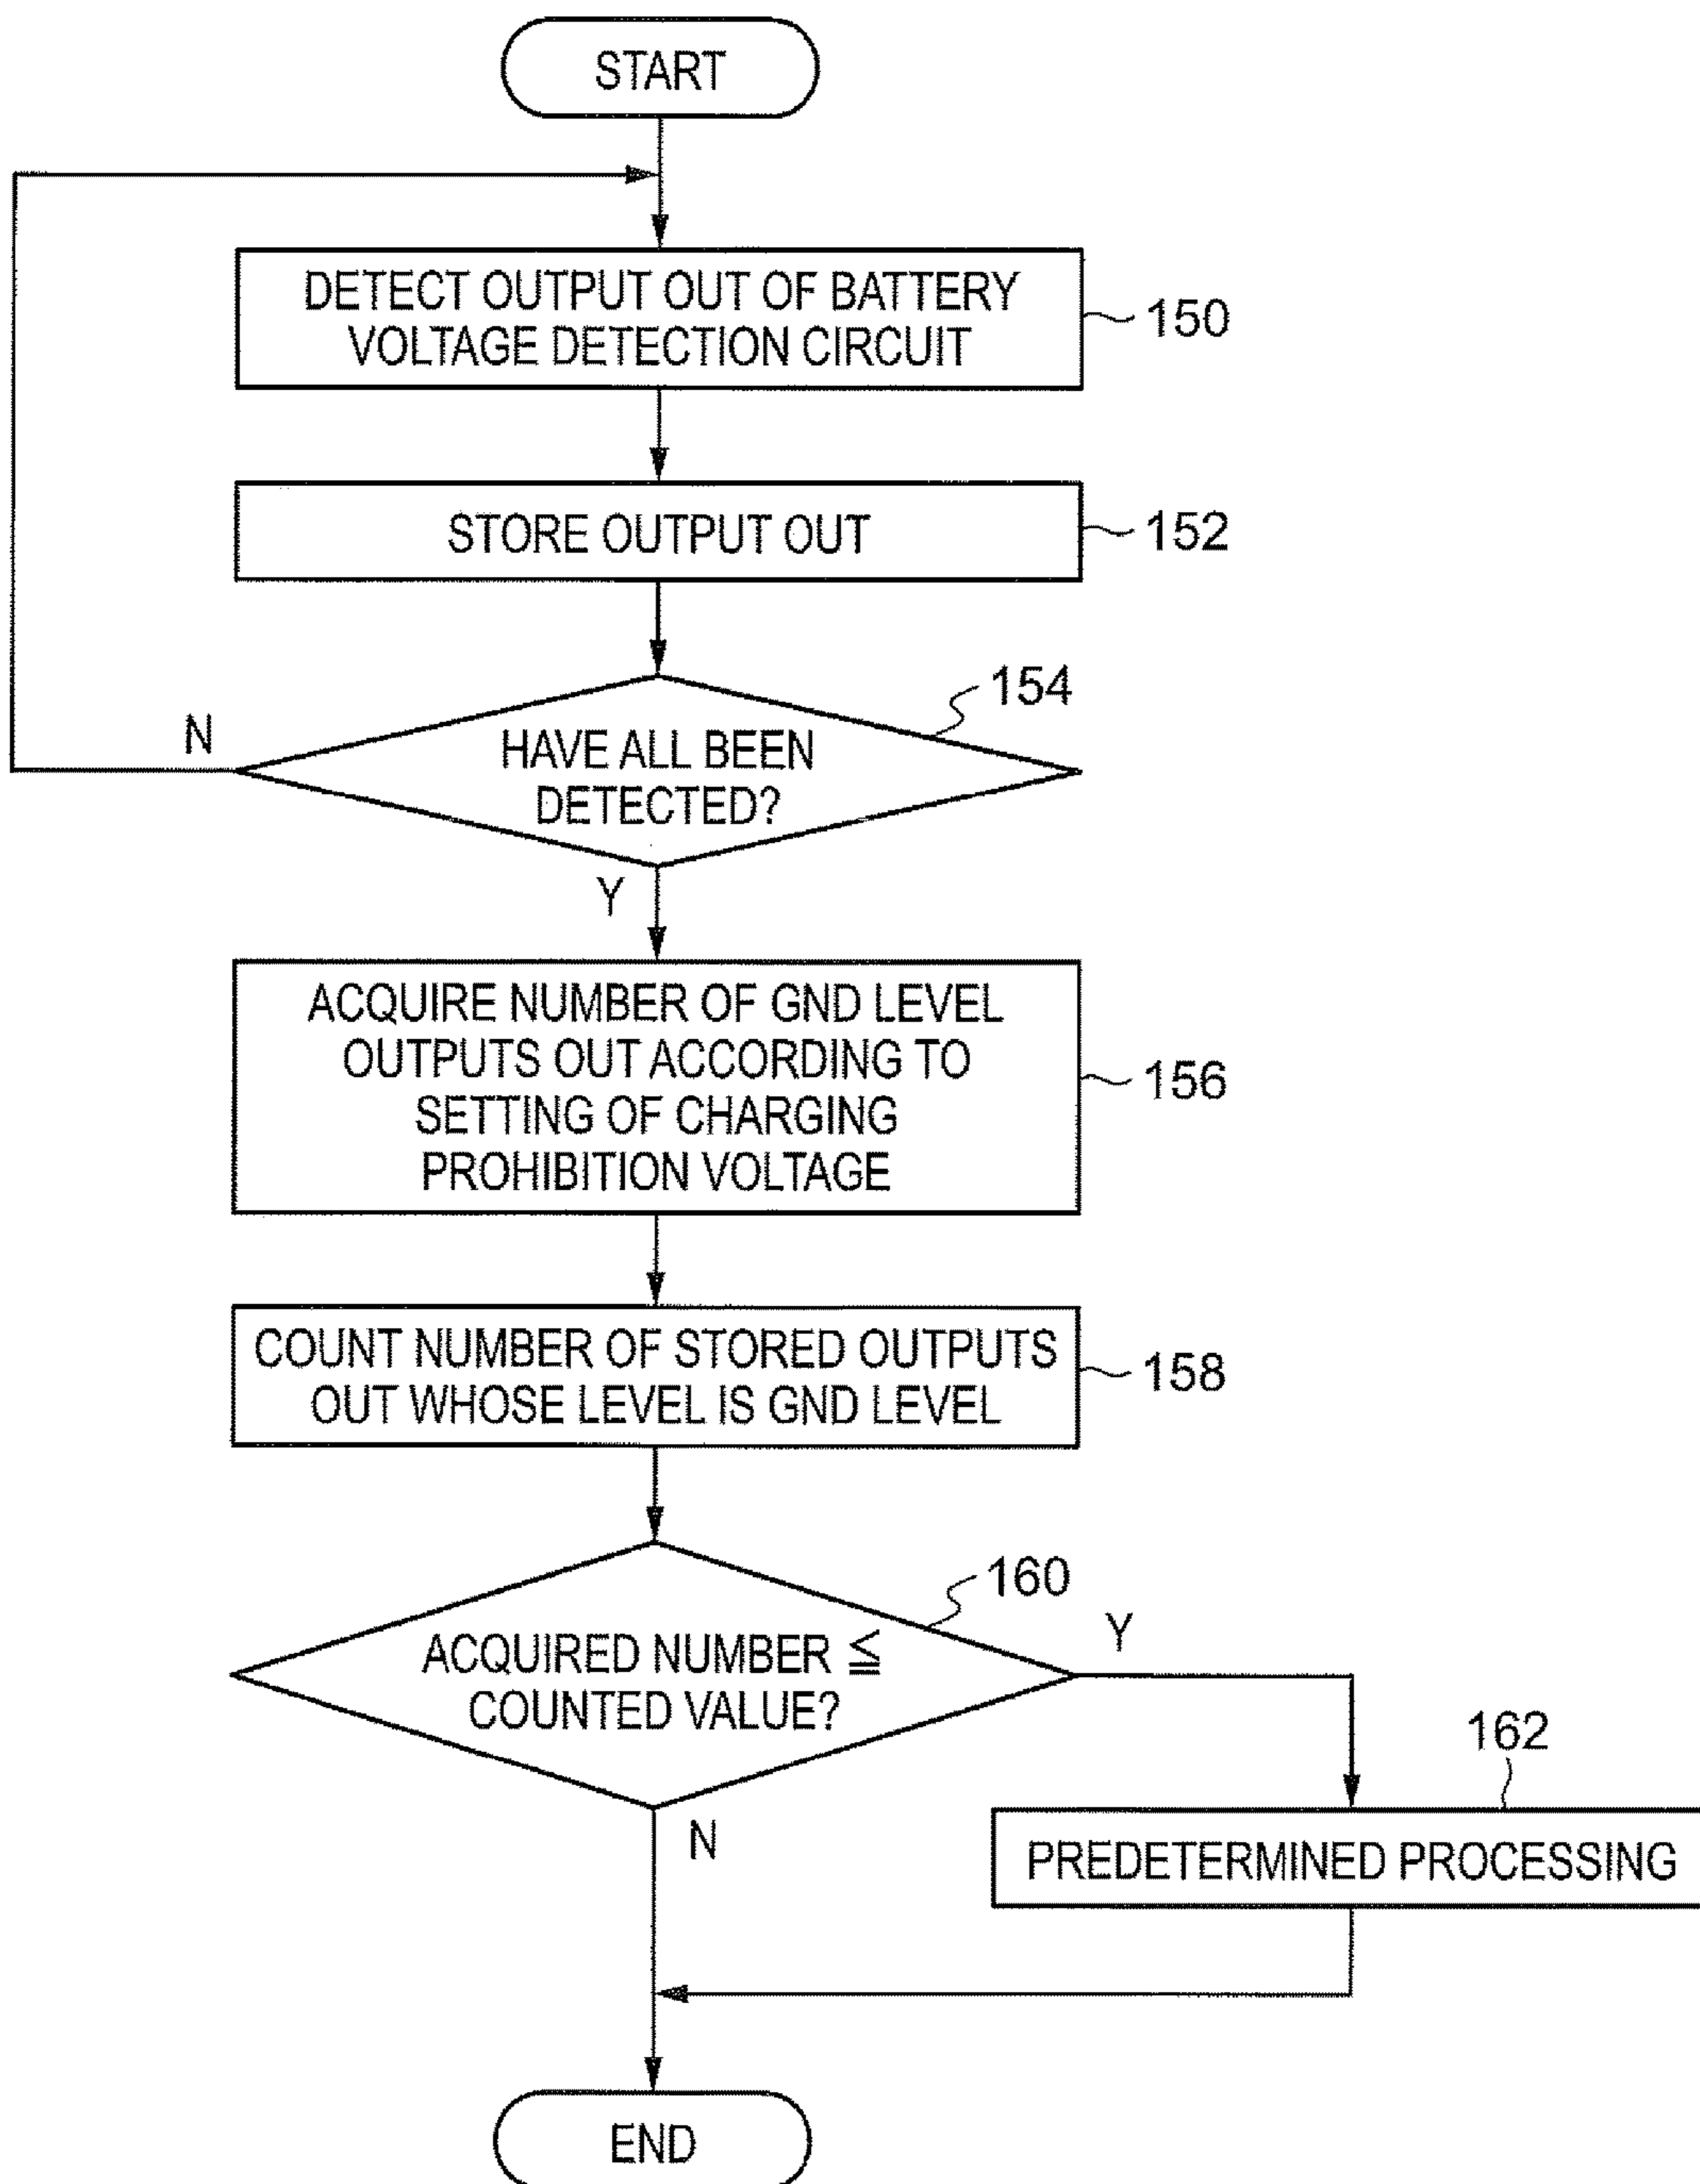 START
DETECT OUTPUT OUT OF BATTERY
VOLTAGE DETECTION CIRCUIT
150
STORE OUTPUT OUT
152
154
N
HAVE ALL BEEN
DETECTED?
Y
ACQUIRE NUMBER OF GND LEVEL
OUTPUTS OUT ACCORDING TO
SETTING OF CHARGING
PROHIBITION VOLTAGE
156
COUNT NUMBER OF STORED OUTPUTS
OUT WHOSE LEVEL IS GND LEVEL
158
160
ACQUIRED NUMBER ≦
COUNTED VALUE?
Y
162
N
PREDETERMINED PROCESSING
END